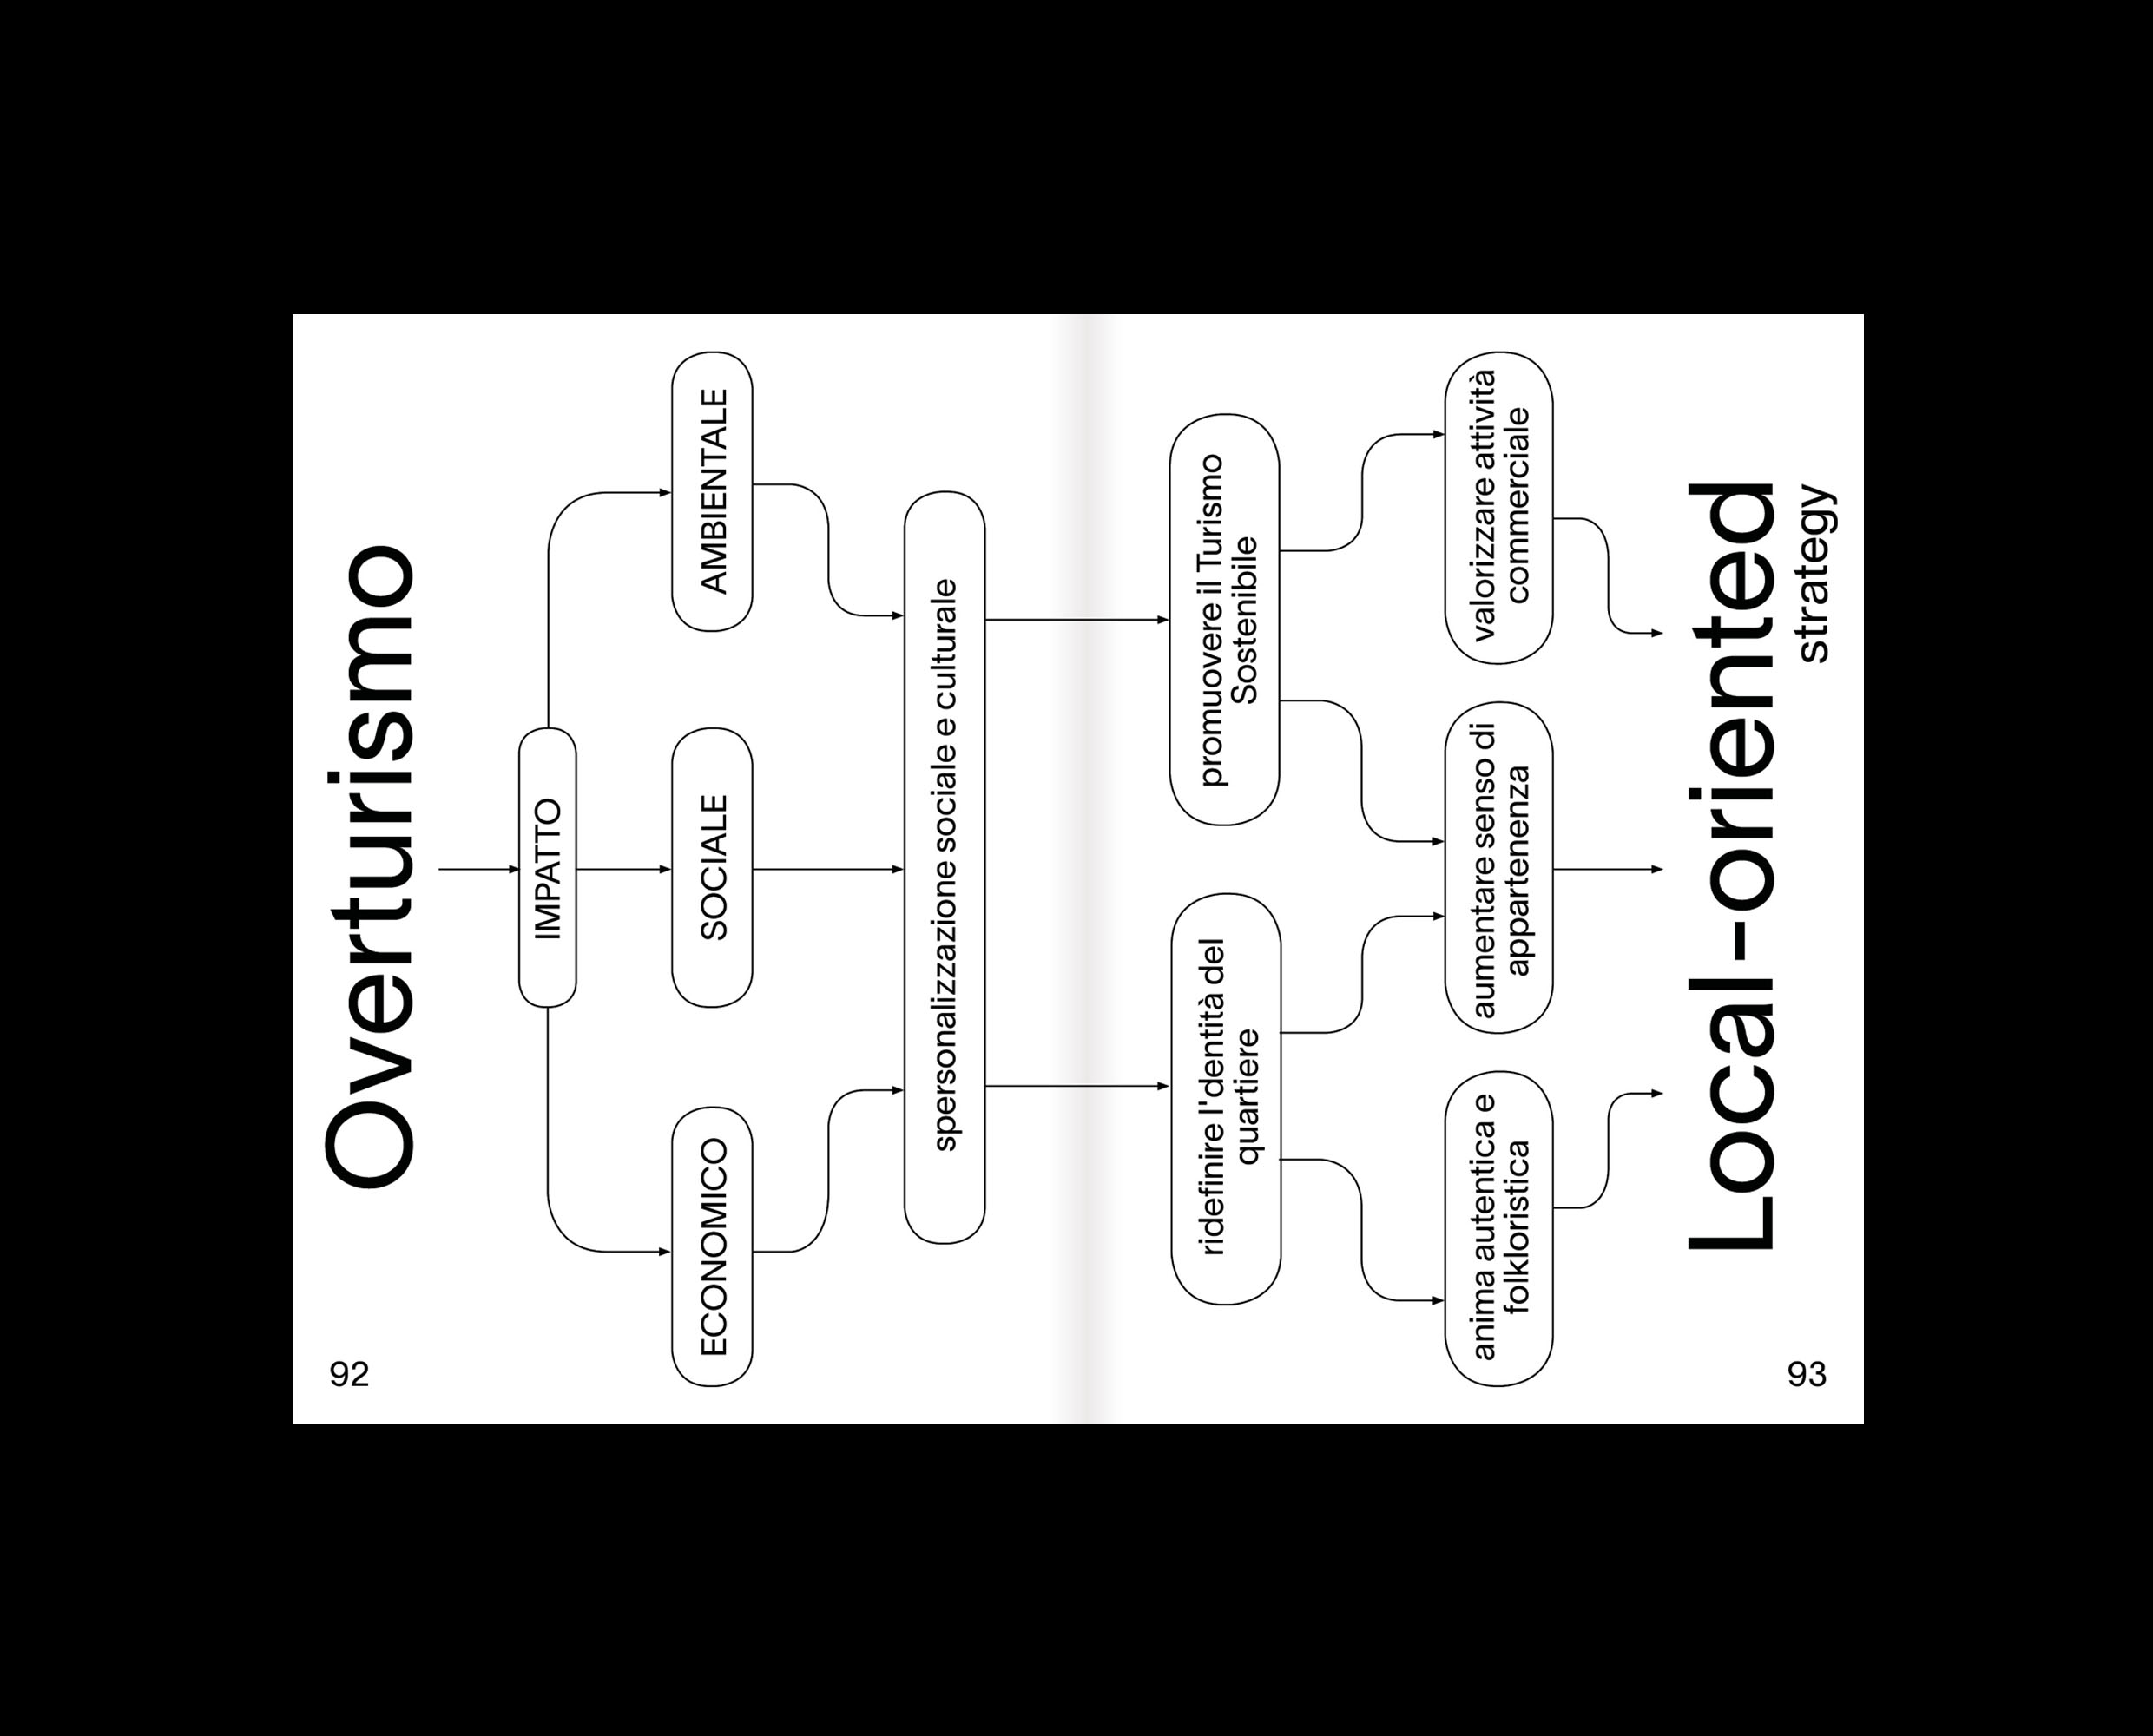 92
Overturismo
IMPATTO
ECONOMICO
SOCIALE
AMBIENTALE
spersonalizzazione sociale e culturale
ridefinire l'dentità del
quartiere
promuovere il Turismo
Sostenibile
anima autentica e
folkloristica
aumentare senso di
appartenenza
valorizzare attività
commerciale
Local-oriented
strategy
93